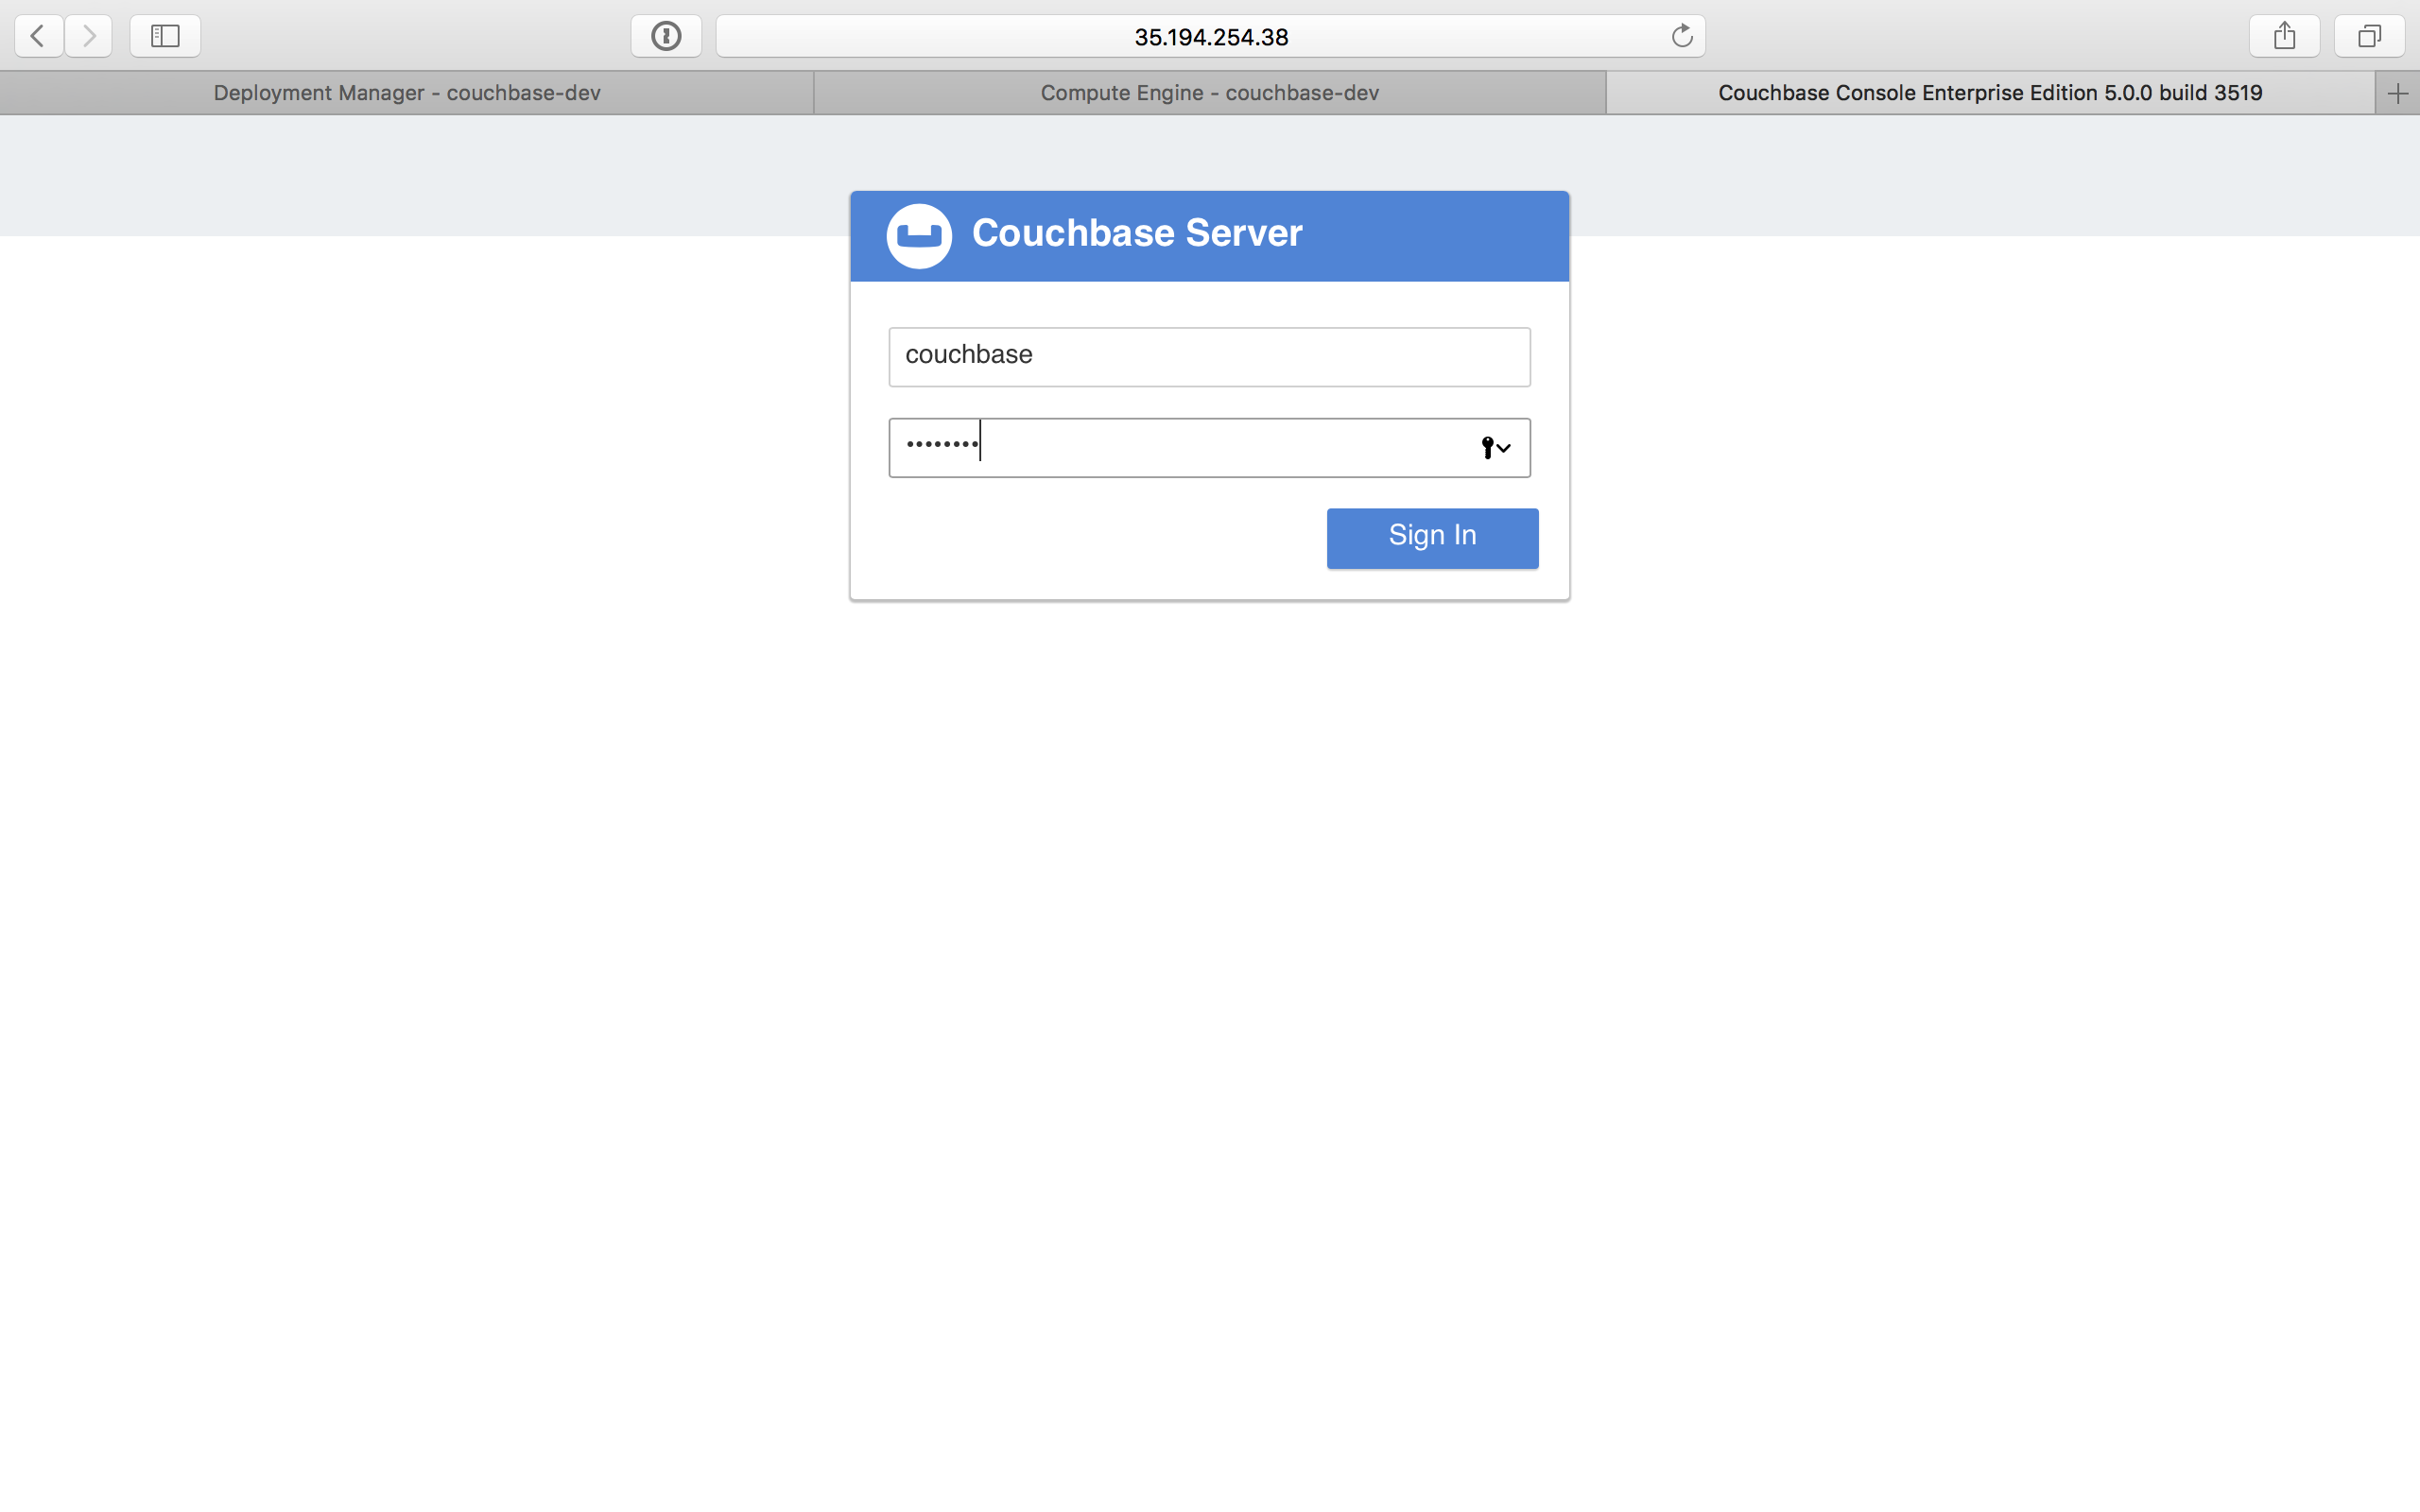 35.194.254.38
Deployment Manager - couchbase-dev
Compute Engine - couchbase-dev
Couchbase Console Enterprise Edition 5.0.0 build 3519
Couchbase Server
couchbase
••••••••
Sign In